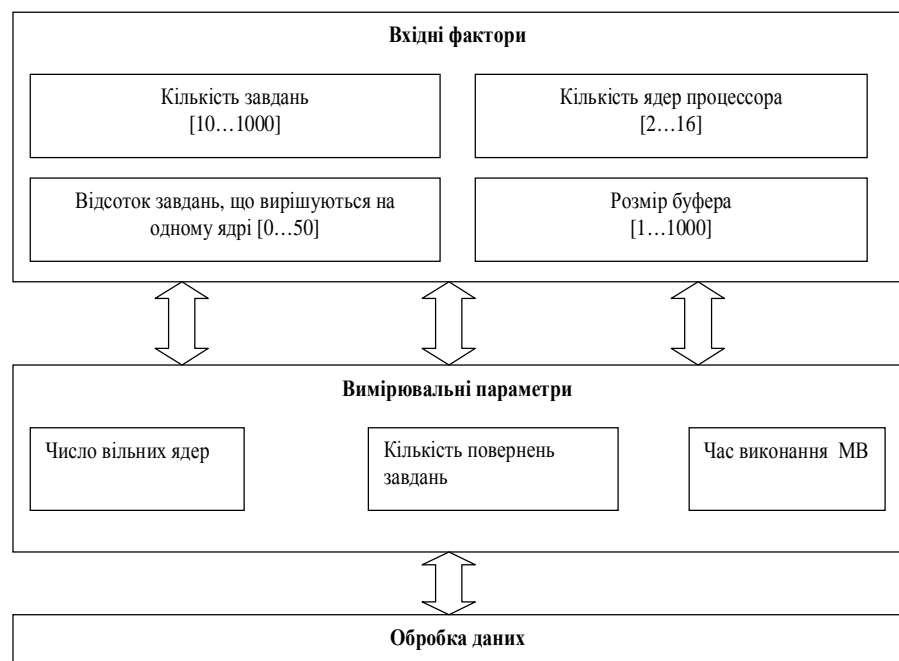 Вхідні фактори
Кількість завдань
[10…1000]
Кількість ядер процессора
[2…16]
Відсоток завдань, що вирішуються на
одному ядрі [0…50]
Розмір буфера
[1…1000]
Вимірювальні параметри
Число вільних ядер
Кількість повернень
завдань
Час виконання МВ
Обробка даних